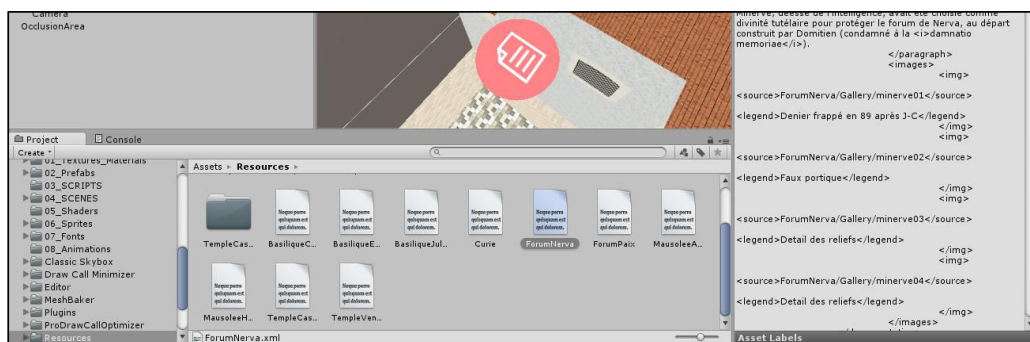 Camera
OcclusionArea
Project
Console
Create
01_Textures_Materials
02_Prefabs
03_SCRIPTS
04_SCENES
05_Shaders
06_Sprites
07_Fonts
08_Animations
Classic Skybox
Draw Call Minimizer
Editor
MeshBaker
Plugins
ProDrawCallOptimizer
Resources
Assets ▸ Resources ▸
Neque porro
quisquam est
qui dolorem.
TempleCas...
BasiliqueC...
BasiliqueE...
BasiliqueJul...
Curie
ForumNerva
ForumPaix
MausoleeA...
MausoleeH...
TempleCas...
TempleVen...
ForumNerva.xml
Minerve, déesse de l'intelligence, avait été choisie comme
divinité tutélaire pour protéger le forum de Nerva, au départ
construit par Domitien (condamné à la <i>damnatio
memoriae</i>).
</paragraph>
<images>
<img>
<source>ForumNerva/Gallery/minerve01</source>
<legend>Denier frappé en 89 après J-C</legend>
</img>
<img>
<source>ForumNerva/Gallery/minerve02</source>
<legend>Faux portique</legend>
</img>
<img>
<source>ForumNerva/Gallery/minerve03</source>
<legend>Detail des reliefs</legend>
</img>
<img>
<source>ForumNerva/Gallery/minerve04</source>
<legend>Detail des reliefs</legend>
</img>
</images>
Asset Labels